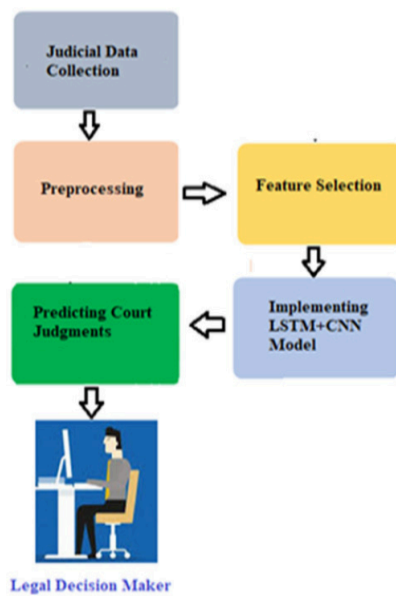 Judicial Data
Collection
Preprocessing
Feature Selection
Implementing
LSTM+CNN
Model
Predicting Court
Judgments
Legal Decision Maker